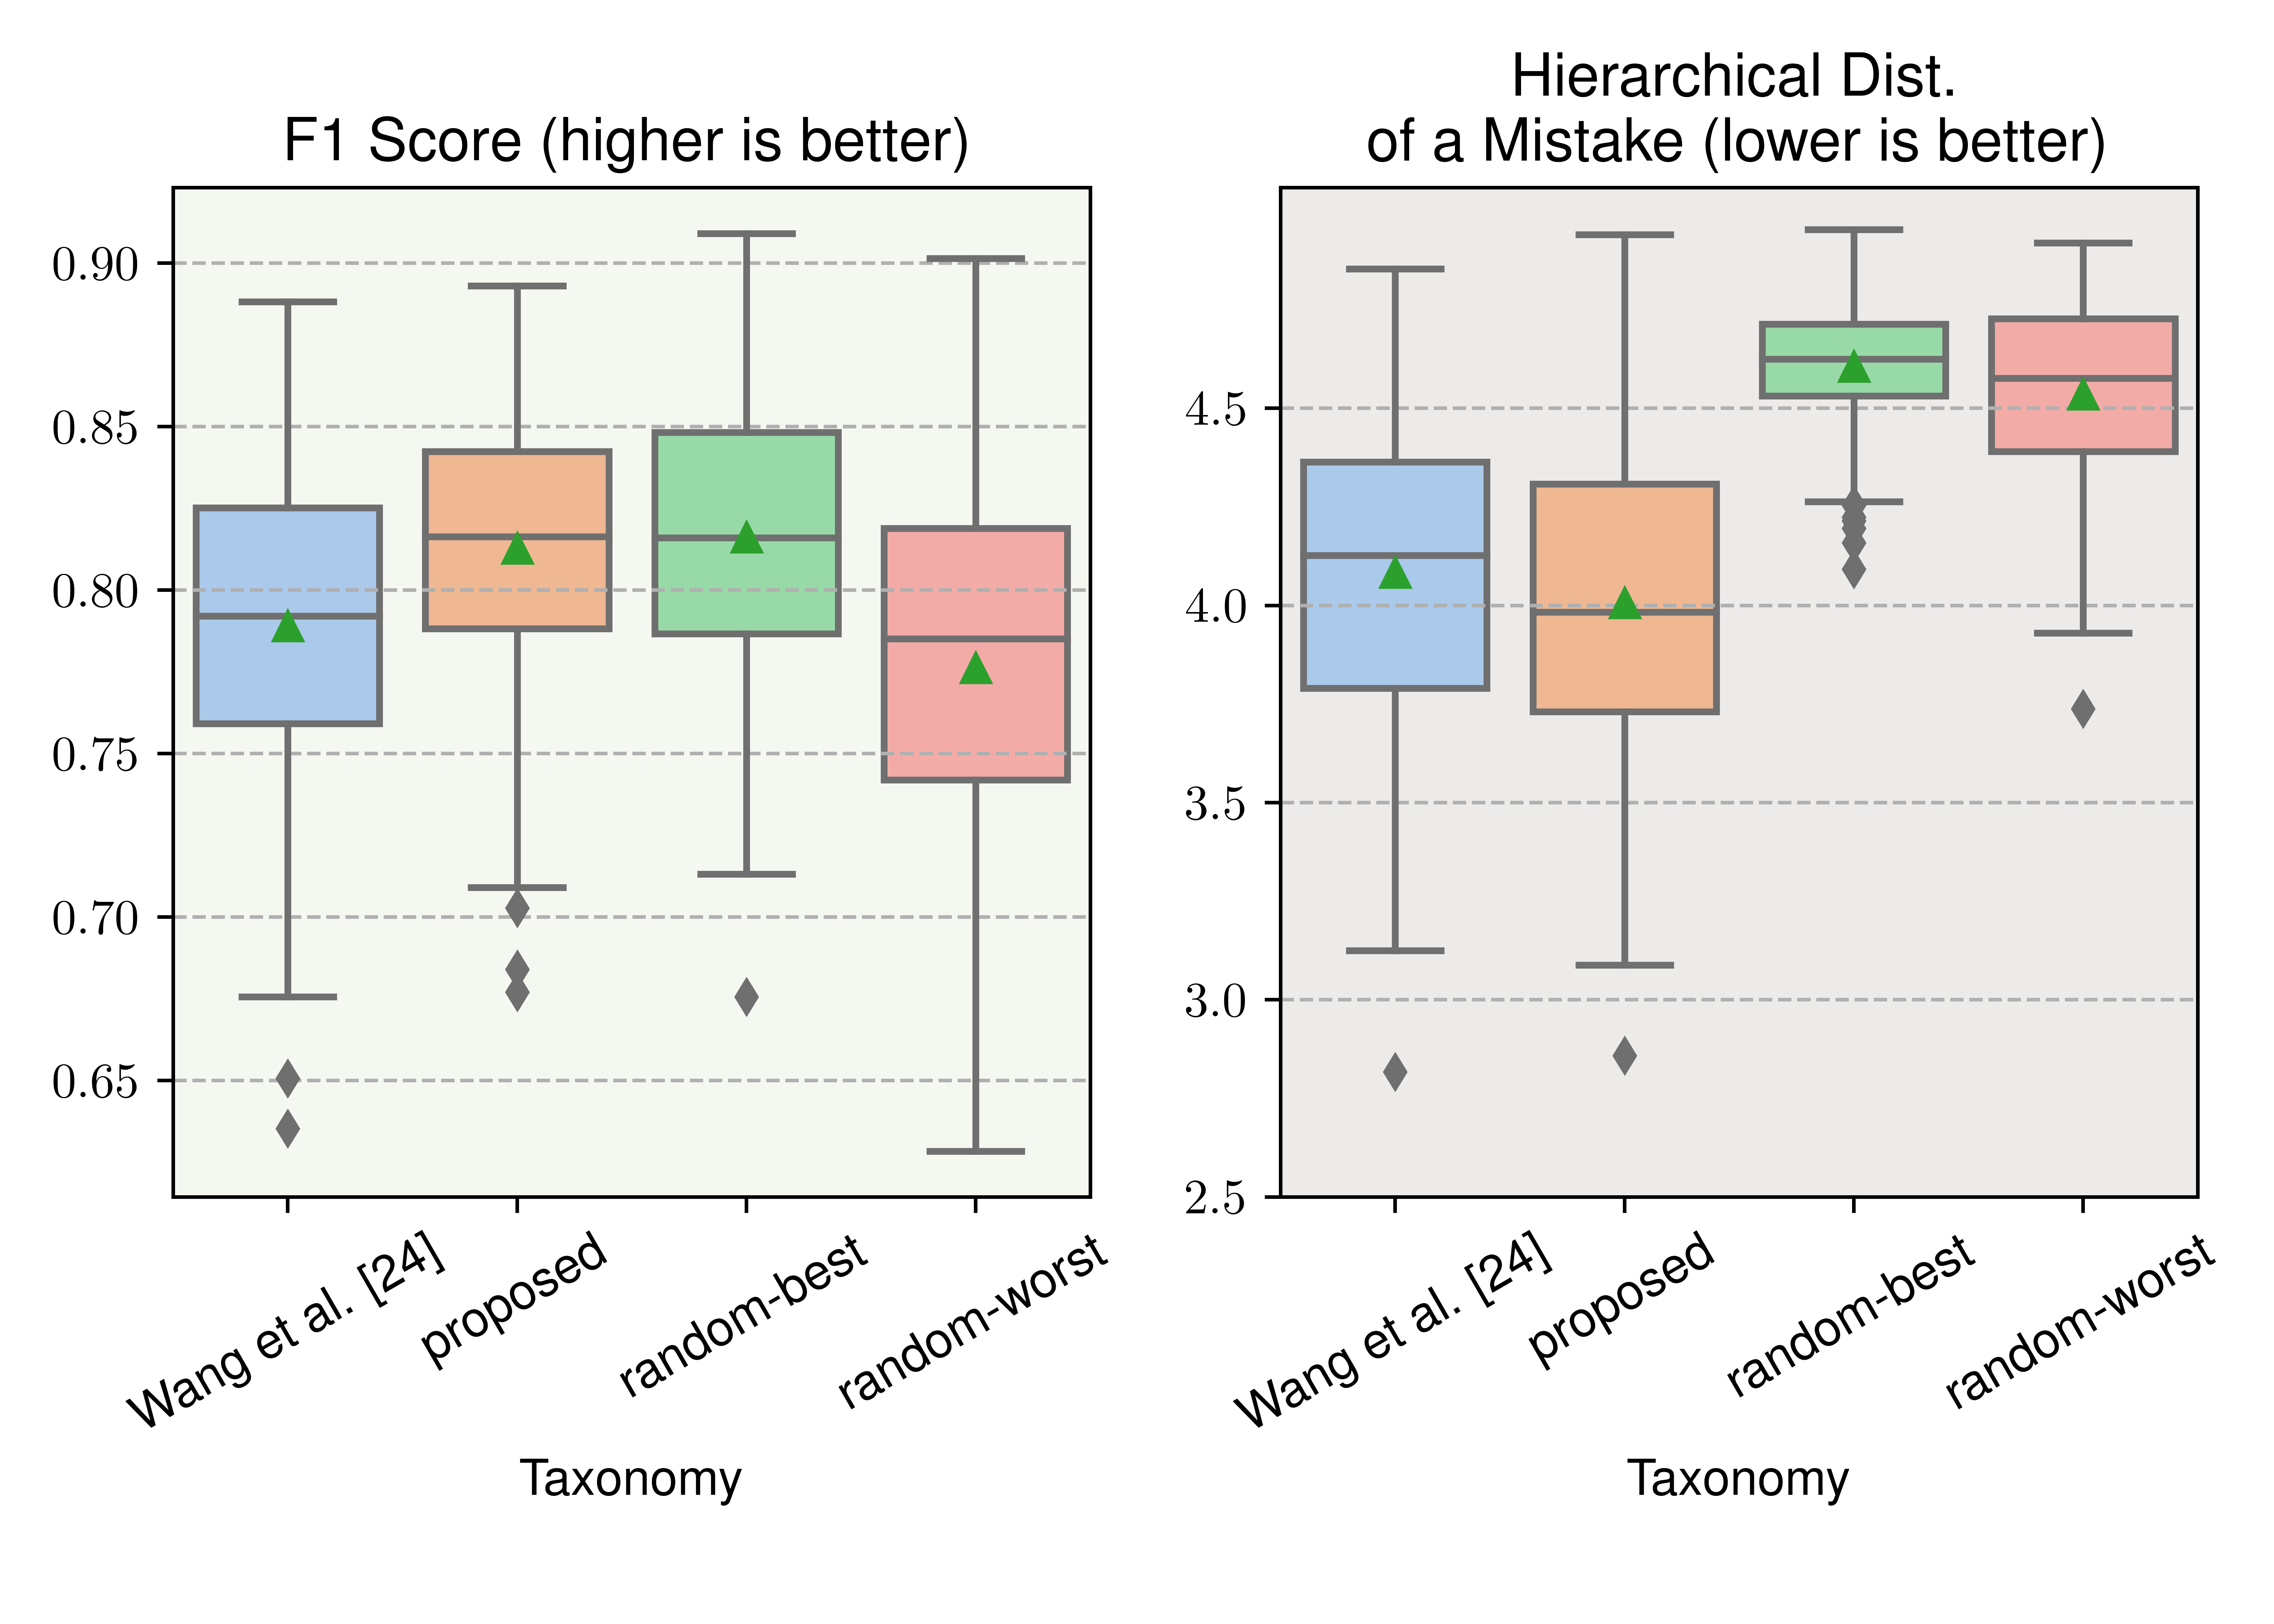 F1 Score (higher is better)
0.90
0.85
0.80
0.75
0.70
0.65
Wang et al. [24]
proposed
random-best
random-worst
Taxonomy
Hierarchical Dist.
of a Mistake (lower is better)
4.5
4.0
3.5
3.0
2.5
Wang et al. [24]
proposed
random-best
random-worst
Taxonomy